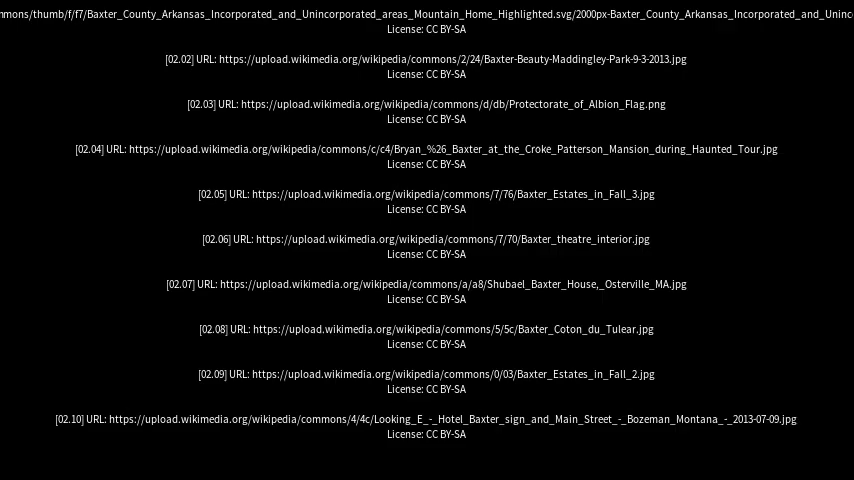 mmons/thumb/f/f7/Baxter_County_Arkansas_Incorporated_and_Unincorporated_areas_Mountain_Home_Highlighted.svg/2000px-Baxter_County_Arkansas_Incorporated_and_Uninc
License: CC BY-SA
[02.02] URL: https://upload.wikimedia.org/wikipedia/commons/2/24/Baxter-Beauty-Maddingley-Park-9-3-2013.jpg
License: CC BY-SA
[02.03] URL: https://upload.wikimedia.org/wikipedia/commons/d/db/Protectorate_of_Albion_Flag.png
License: CC BY-SA
[02.04] URL: https://upload.wikimedia.org/wikipedia/commons/c/c4/Bryan_%26_Baxter_at_the_Croke_Patterson_Mansion_during_Haunted_Tour.jpg
License: CC BY-SA
[02.05] URL: https://upload.wikimedia.org/wikipedia/commons/7/76/Baxter_Estates_in_Fall_3.jpg
License: CC BY-SA
[02.06] URL: https://upload.wikimedia.org/wikipedia/commons/7/70/Baxter_theatre_interior.jpg
License: CC BY-SA
[02.07] URL: https://upload.wikimedia.org/wikipedia/commons/a/a8/Shubael_Baxter_House,_Osterville_MA.jpg
License: CC BY-SA
[02.08] URL: https://upload.wikimedia.org/wikipedia/commons/5/5c/Baxter_Coton_du_Tulear.jpg
License: CC BY-SA
[02.09] URL: https://upload.wikimedia.org/wikipedia/commons/0/03/Baxter_Estates_in_Fall_2.jpg
License: CC BY-SA
[02.10] URL: https://upload.wikimedia.org/wikipedia/commons/4/4c/Looking_E_-_Hotel_Baxter_sign_and_Main_Street_-_Bozeman_Montana_-_2013-07-09.jpg
License: CC BY-SA